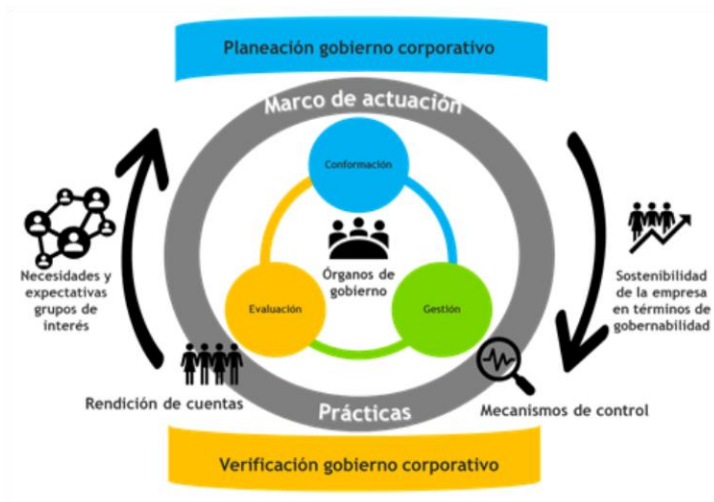 Planeación gobierno corporativo
Marco de actuación
Conformación
Órganos de
gobierno
Evaluación
Gestión
Necesidades y
expectativas
grupos de
interés
Sostenibilidad
de la empresa
en términos de
gobernabilidad
Rendición de cuentas
Prácticas
Mecanismos de control
Verificación gobierno corporativo